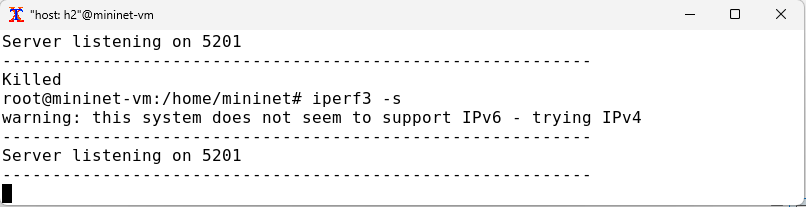 "host: h2"@mininet-vm
Server listening on 5201
-----------------------------------------------------------
Killed
root@mininet-vm:/home/mininet# iperf3 -s
warning: this system does not seem to support IPv6 - trying IPv4
-----------------------------------------------------------
Server listening on 5201
-----------------------------------------------------------